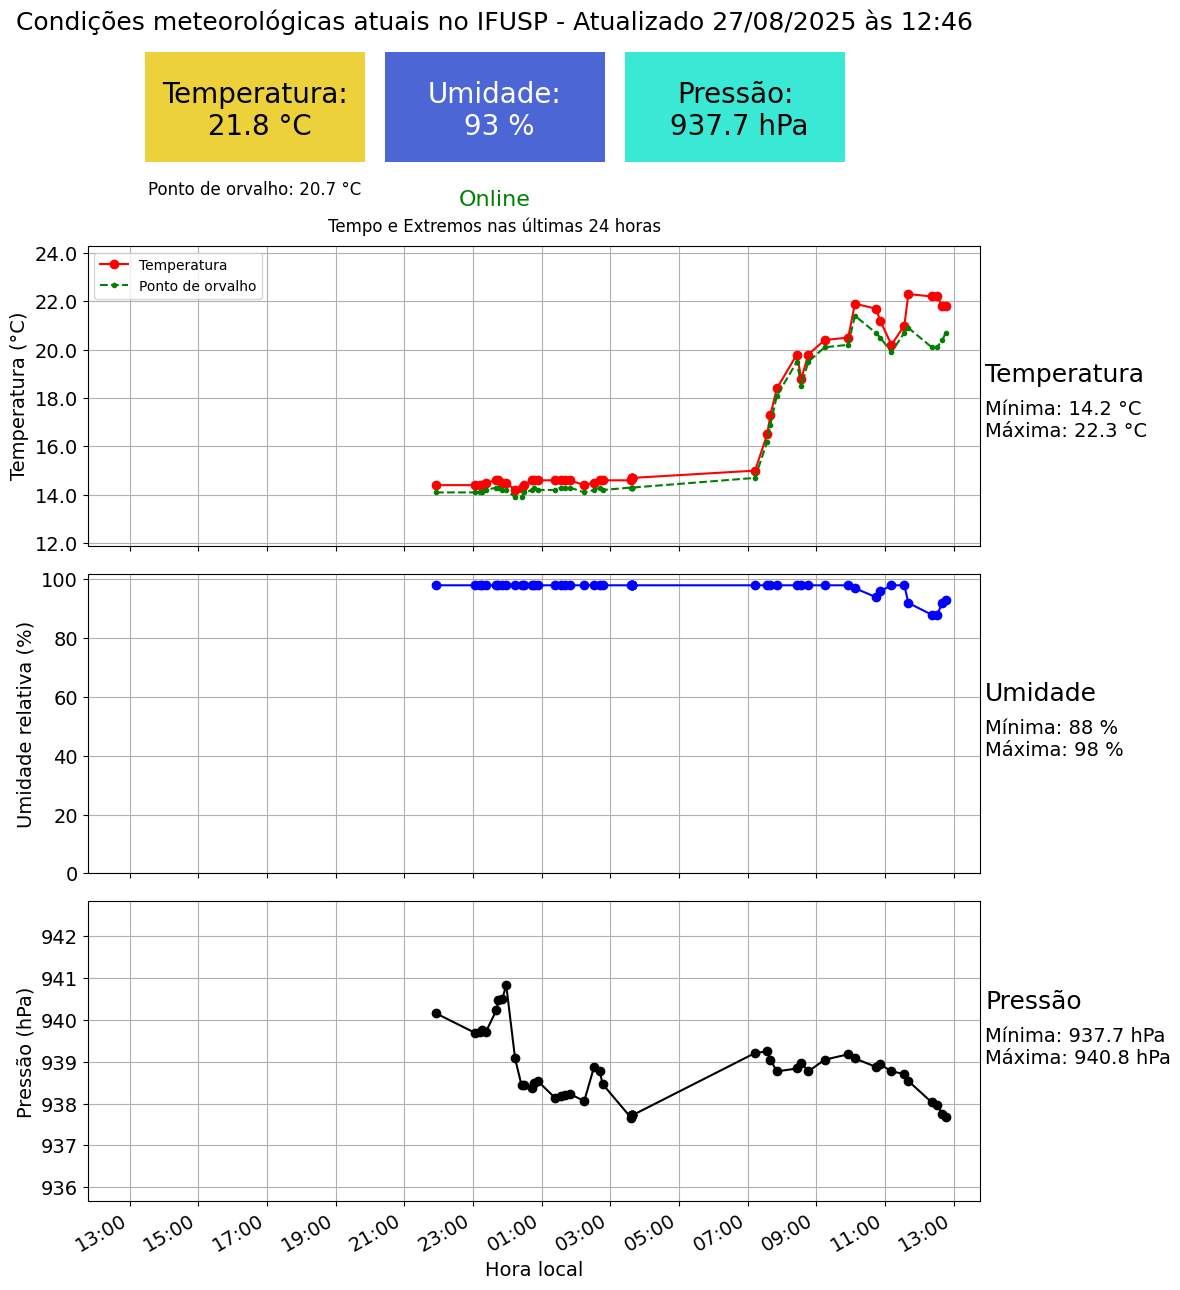 Condições meteorológicas atuais no IFUSP - Atualizado 27/08/2025 às 12:46
Temperatura:
21.8 °C
Umidade:
93 %
Pressão:
937.7 hPa
Ponto de orvalho: 20.7 °C
Online
Tempo e Extremos nas últimas 24 horas
Temperatura (°C)
24.0
22.0
20.0
18.0
16.0
14.0
12.0
Temperatura
Ponto de orvalho
Temperatura
Mínima: 14.2 °C
Máxima: 22.3 °C
Umidade relativa (%)
100
80
60
40
20
0
Umidade
Mínima: 88 %
Máxima: 98 %
Pressão (hPa)
942
941
940
939
938
937
936
Pressão
Mínima: 937.7 hPa
Máxima: 940.8 hPa
13:00
15:00
17:00
19:00
21:00
23:00
01:00
03:00
05:00
07:00
09:00
11:00
13:00
Hora local